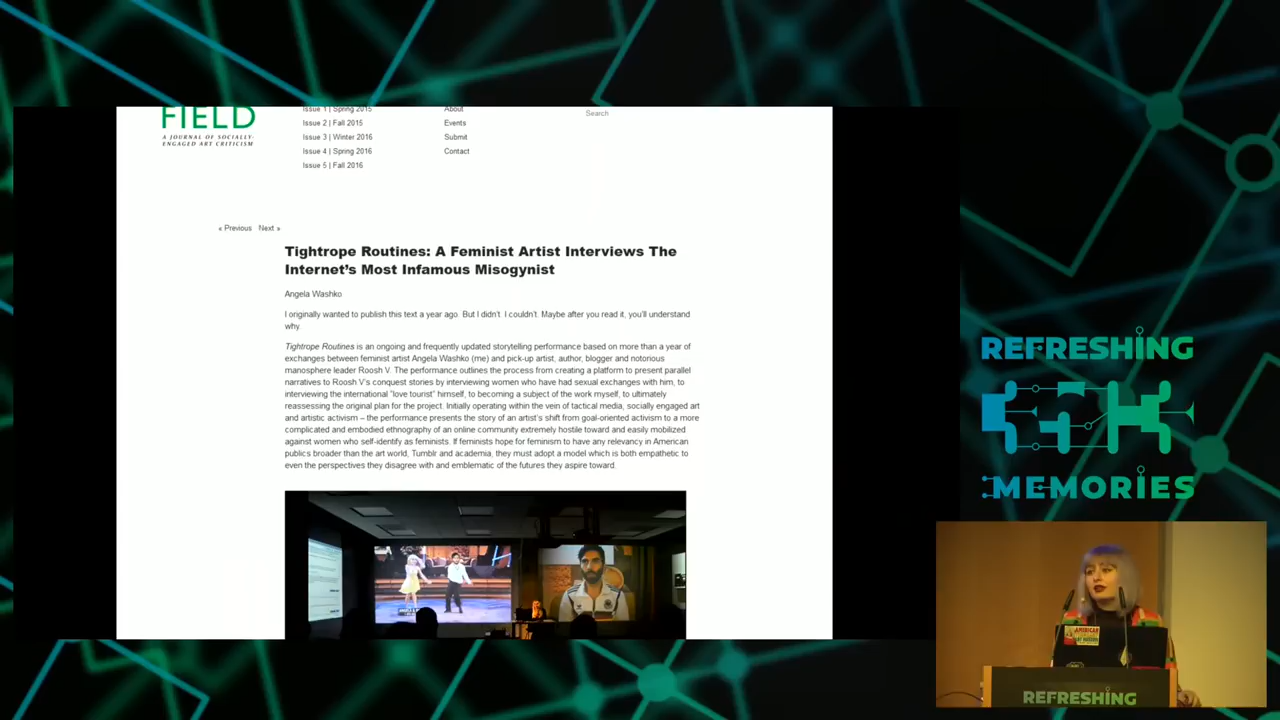 FIELD
A JOURNAL OF SOCIALLY-
ENGAGED ART CRITICISM
Issue 1 | Spring 2015
Issue 2 | Fall 2015
Issue 3 | Winter 2016
Issue 4 | Spring 2016
Issue 5 | Fall 2016
About
Events
Submit
Contact
Search
« Previous Next »
Tightrope Routines: A Feminist Artist Interviews The
Internet's Most Infamous Misogynist
Angela Washko
I originally wanted to publish this text a year ago. But I didn't. I couldn't. Maybe after you read it, you'll understand
why.
Tightrope Routines is an ongoing and frequently updated storytelling performance based on more than a year of
exchanges between feminist artist Angela Washko (me) and pick-up artist, author, blogger and notorious
manosphere leader Roosh V. The performance outlines the process from creating a platform to present parallel
narratives to Roosh V's conquest stories by interviewing women who have had sexual exchanges with him, to
interviewing the international "love tourist" himself, to becoming a subject of the work myself, to ultimately
reassessing the original plan for the project. Initially operating within the vein of tactical media, socially engaged art
and artistic activism – the performance presents the story of an artist's shift from goal-oriented activism to a more
complicated and embodied ethnography of an online community extremely hostile toward and easily mobilized
against women who self-identify as feminists. If feminists hope for feminism to have any relevancy in American
publics broader than the art world, Tumblr and academia, they must adopt a model which is both empathetic to
even the perspectives they disagree with and emblematic of the futures they aspire toward.
REFRESHING
MEMORIES
AMERICAN
REFRESHING